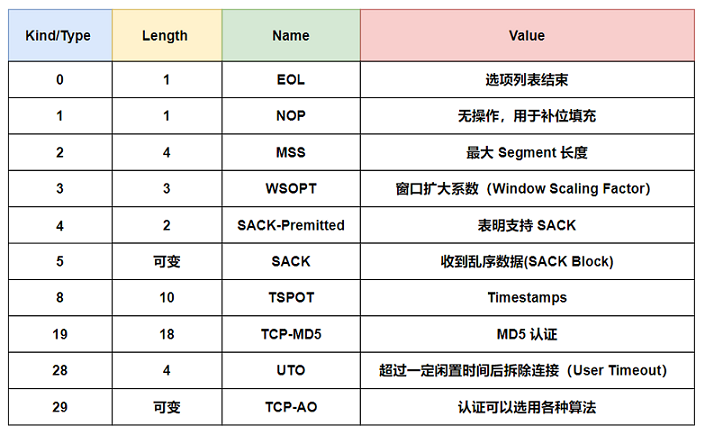 Kind/Type Length Name Value
0 1 EOL 选项列表结束
1 1 NOP 无操作，用于补位填充
2 4 MSS 最大 Segment 长度
3 3 WSOPT 窗口扩大系数（Window Scaling Factor）
4 2 SACK-Premitted 表明支持 SACK
5 可变 SACK 收到乱序数据(SACK Block)
8 10 TSPOT Timestamps
19 18 TCP-MD5 MD5 认证
28 4 UTO 超过一定闲置时间后拆除连接（User Timeout）
29 可变 TCP-AO 认证可以选用各种算法